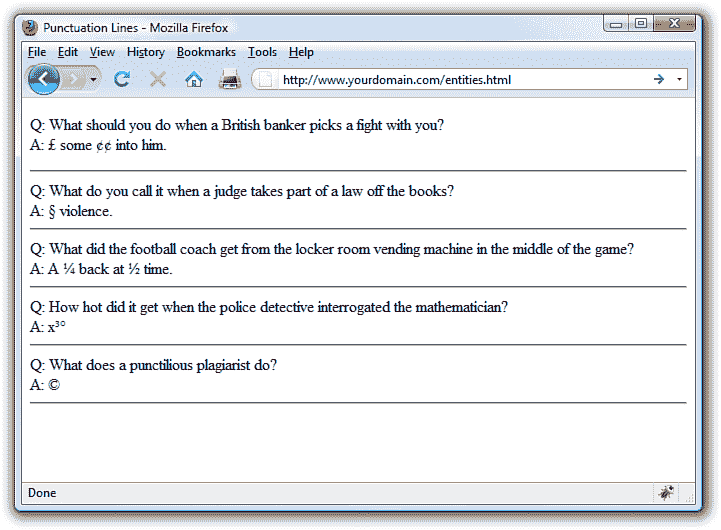 Punctuation Lines - Mozilla Firefox
File Edit View History Bookmarks Tools Help
http://www.yourdomain.com/entities.html
Q: What should you do when a British banker picks a fight with you?
A: £ some ¢¢ into him.
Q: What do you call it when a judge takes part of a law off the books?
A: § violence.
Q: What did the football coach get from the locker room vending machine in the middle of the game?
A: A ¼ back at ½ time.
Q: How hot did it get when the police detective interrogated the mathematician?
A: x³°
Q: What does a punctilious plagiarist do?
A: ©
Done